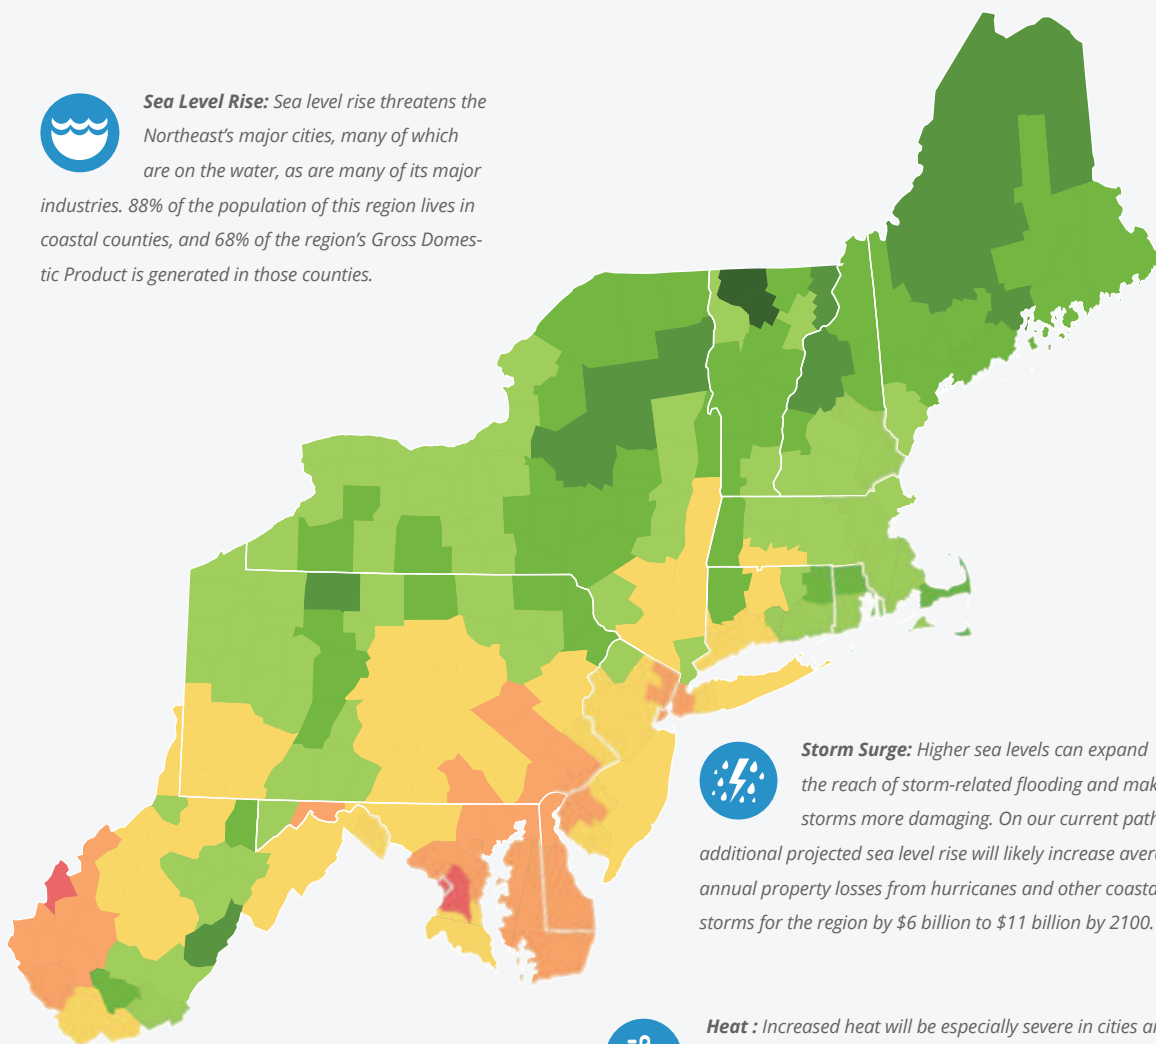 Sea Level Rise: Sea level rise threatens the
Northeast's major cities, many of which
are on the water, as are many of its major
industries. 88% of the population of this region lives in
coastal counties, and 68% of the region's Gross Domes-
tic Product is generated in those counties.
Storm Surge: Higher sea levels can expand
the reach of storm-related flooding and mak
storms more damaging. On our current path
additional projected sea level rise will likely increase aver
annual property losses from hurricanes and other coasta
storms for the region by $6 billion to $11 billion by 2100.
Heat : Increased heat will be especially severe in cities a